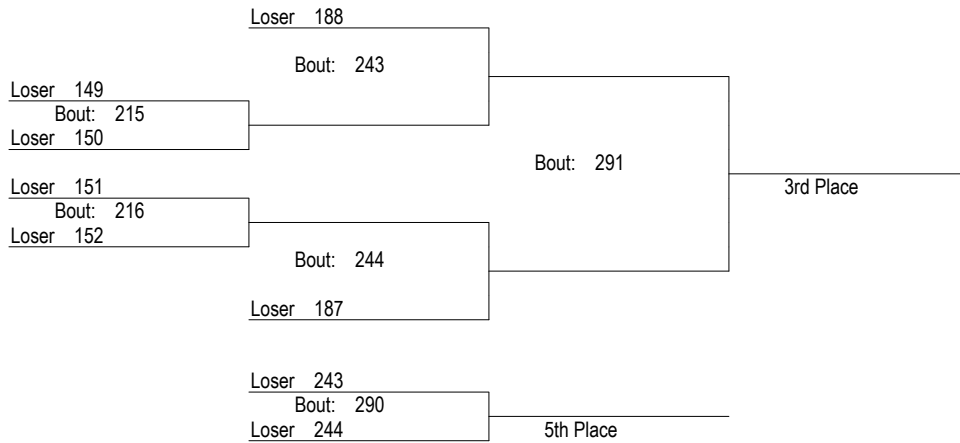 Loser 188
Bout: 243
Loser 149
Bout: 215
Loser 150
Bout: 291
Loser 151
3rd Place
Bout: 216
Loser 152
Bout: 244
Loser 187
Loser 243
Bout: 290
Loser 244
5th Place